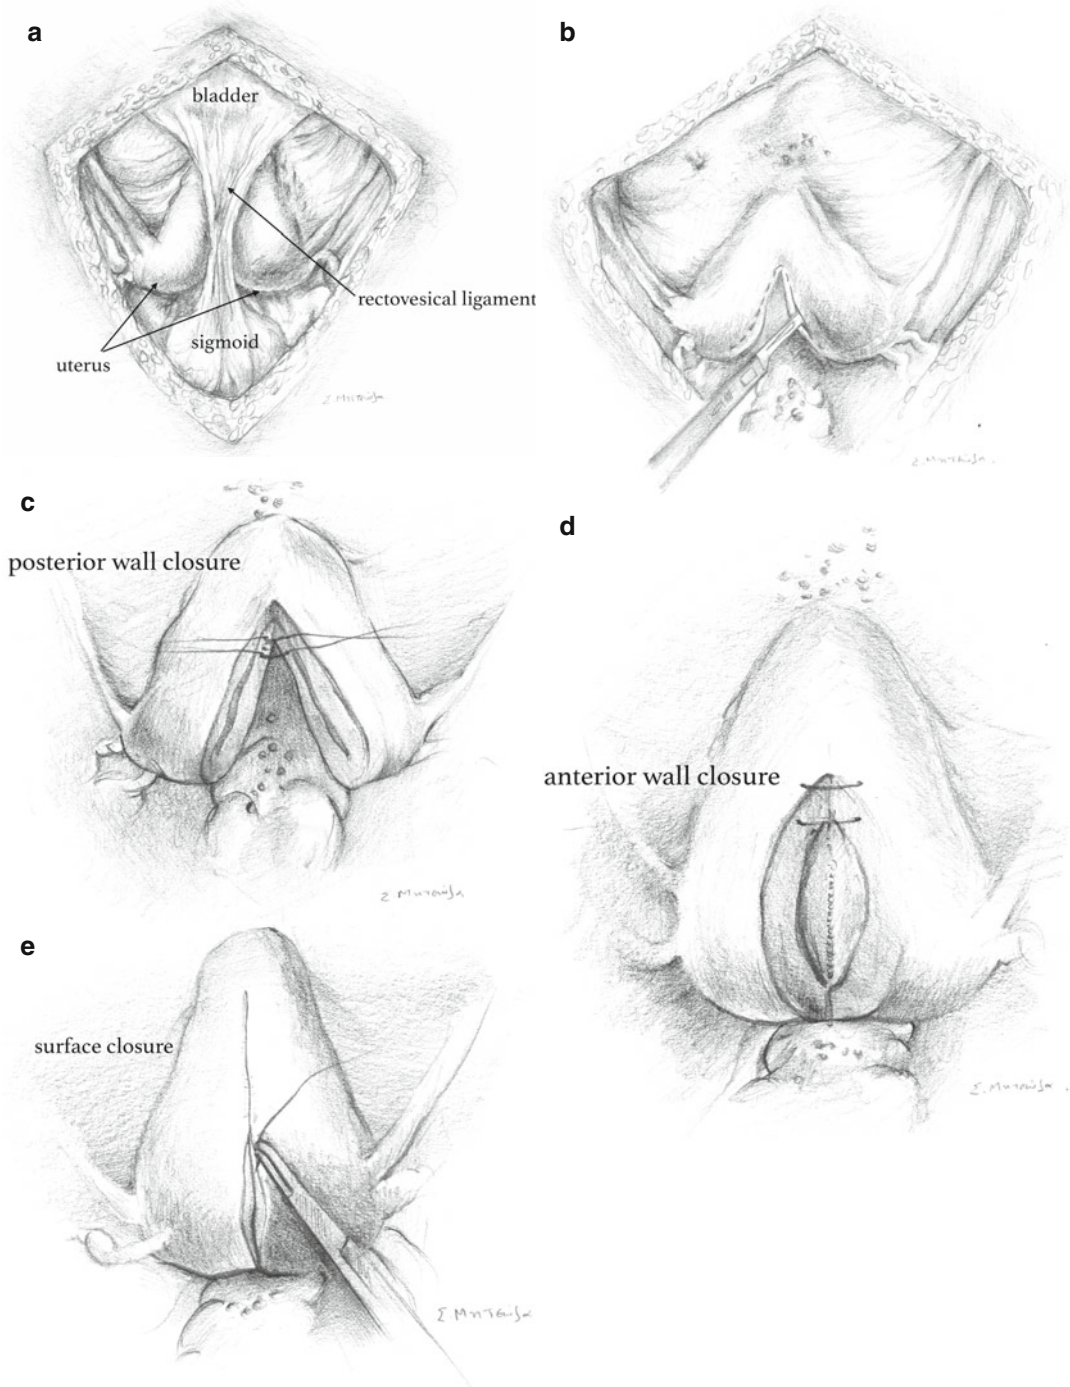 a
bladder
rectovesical ligament
sigmoid
uterus
b
c
posterior wall closure
d
anterior wall closure
e
surface closure